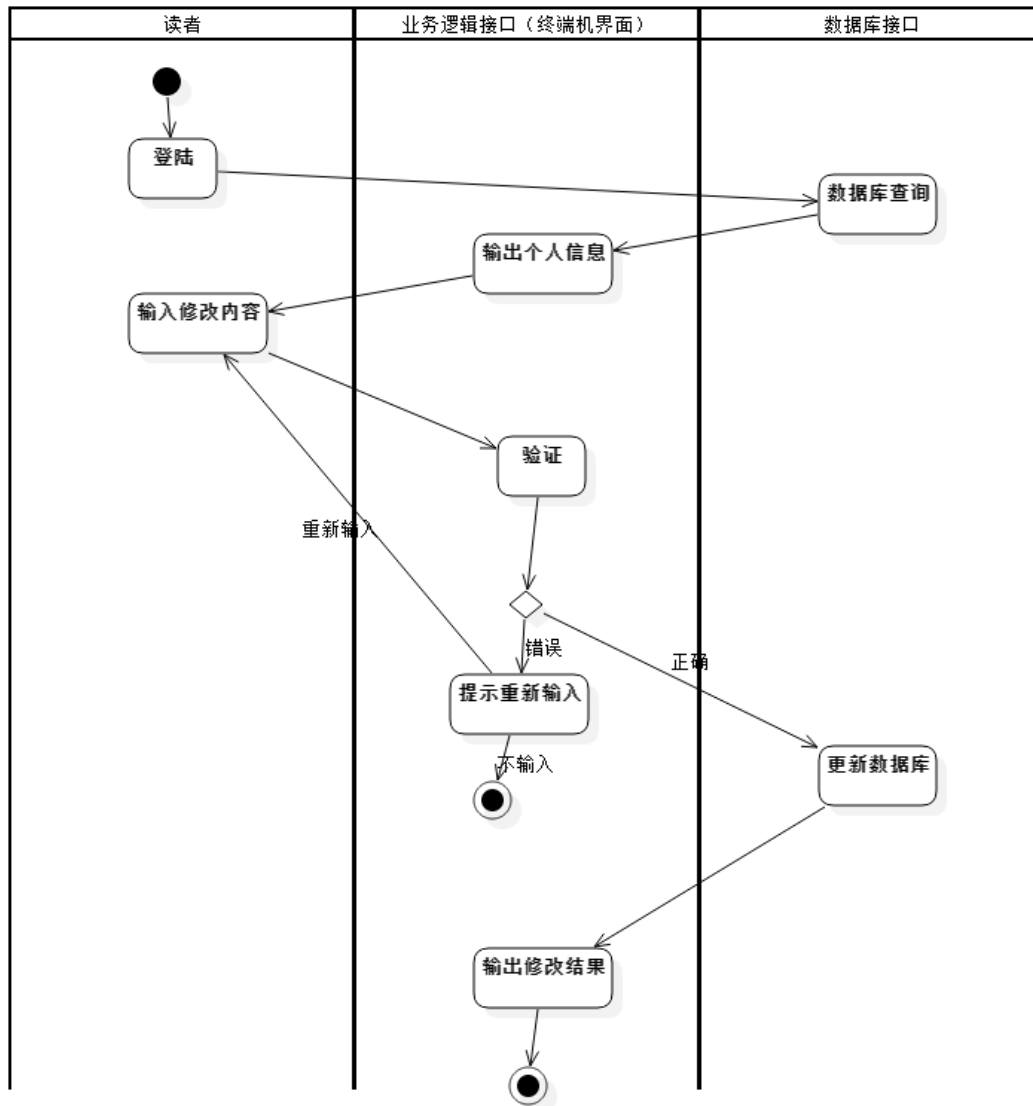 读者
业务逻辑接口（终端机界面）
数据库接口
登陆
数据库查询
输出个人信息
输入修改内容
验证
重新输入
错误
正确
提示重新输入
不输入
更新数据库
输出修改结果